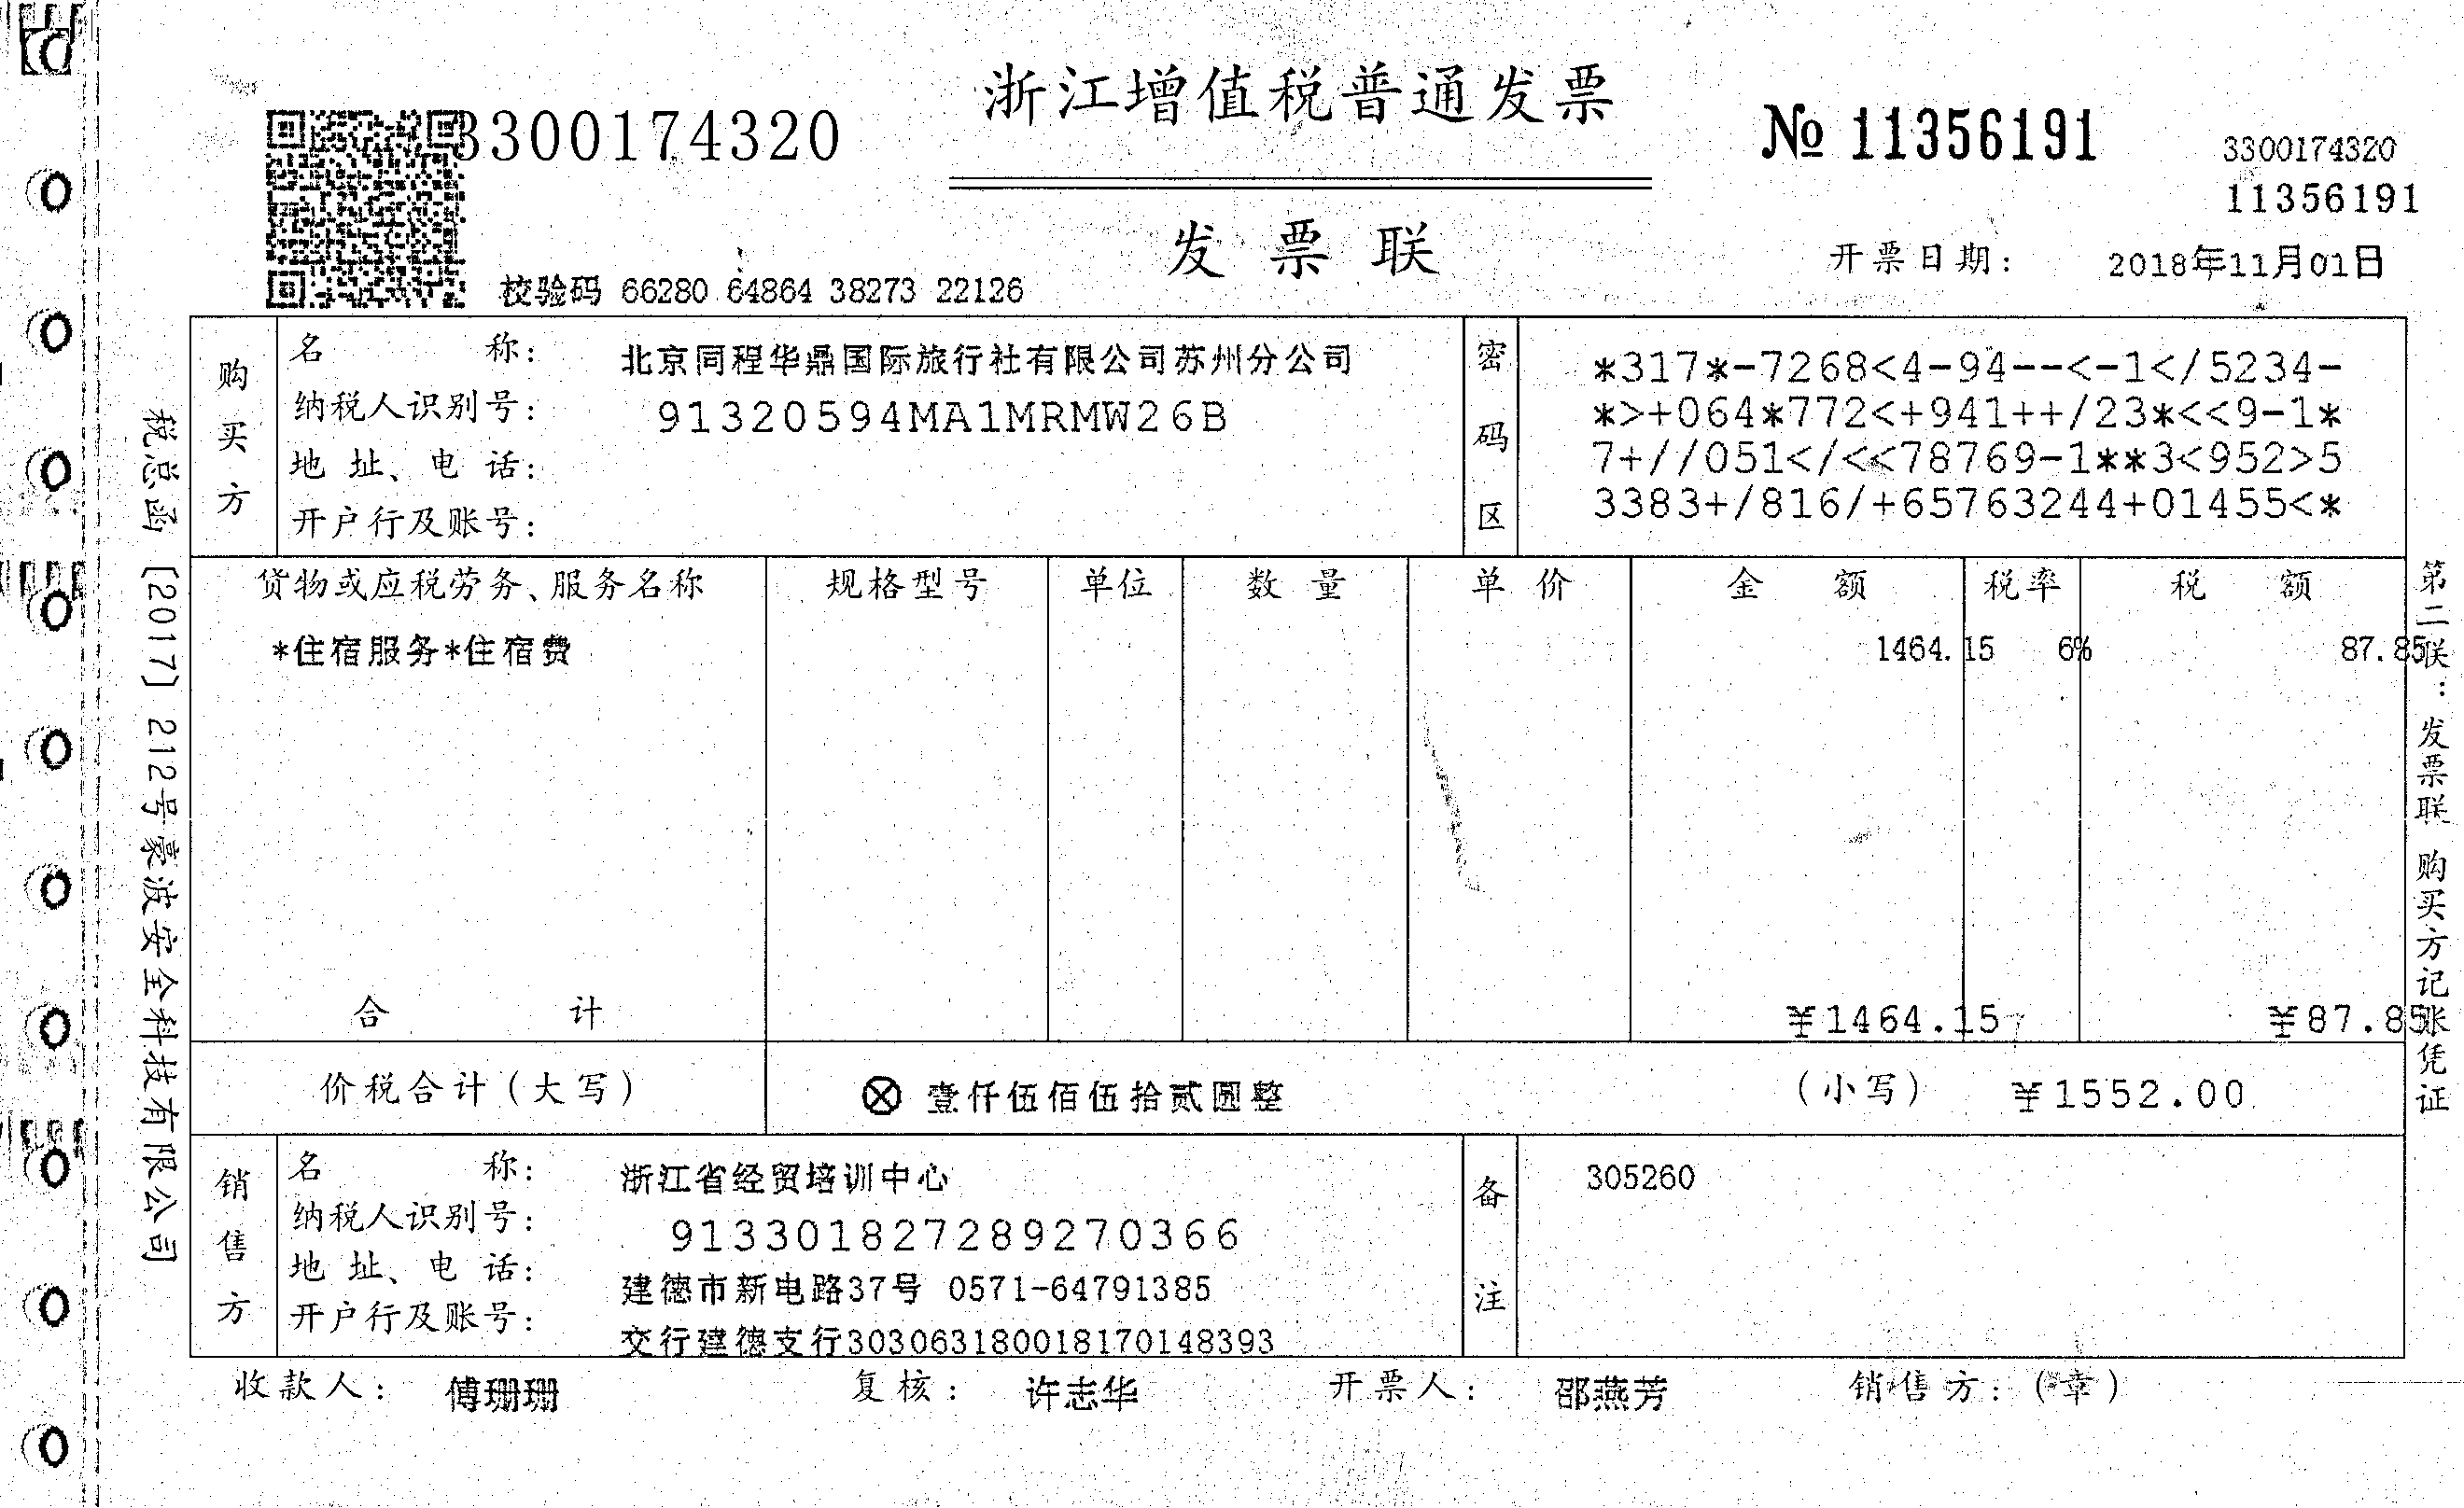 浙江增值税普通发票
3300174320
№ 11356191
3300174320
11356191
发票联
开票日期： 2018年11月01日
校验码 66280 64864 38273 22126
税总函〔2017〕212号豪波安全科技有限公司
购买方
名称： 北京同程华鼎国际旅行社有限公司苏州分公司
纳税人识别号： 91320594MA1MRMW26B
地址、电话：
开户行及账号：
密码区
*317*-7268<4-94--<-1</5234-
*>+064*772<+941++/23*<<9-1*
7+//051</<<78769-1**3<952>5
3383+/816/+65763244+01455<*
货物或应税劳务、服务名称 规格型号 单位 数量 单价 金额 税率 税额
*住宿服务*住宿费 1464.15 6% 87.85
合计 ¥1464.15 ¥87.85
价税合计（大写） ⊗ 壹仟伍佰伍拾贰圆整 （小写） ¥1552.00
销售方
名称： 浙江省经贸培训中心
纳税人识别号： 913301827289270366
地址、电话： 建德市新电路37号 0571-64791385
开户行及账号： 交行建德支行303063180018170148393
备注
305260
收款人： 傅珊珊 复核： 许志华 开票人： 邵燕芳 销售方：（章）
第二联：发票联 购买方记账凭证